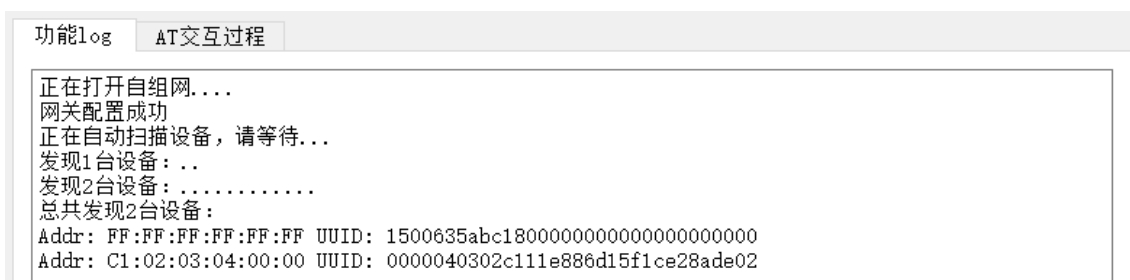 功能log AT交互过程
正在打开自组网....
网关配置成功
正在自动扫描设备，请等待...
发现1台设备：..
发现2台设备：............
总共发现2台设备：
Addr: FF:FF:FF:FF:FF:FF UUID: 1500635abc1800000000000000000000
Addr: C1:02:03:04:00:00 UUID: 0000040302c111e886d15f1ce28ade02